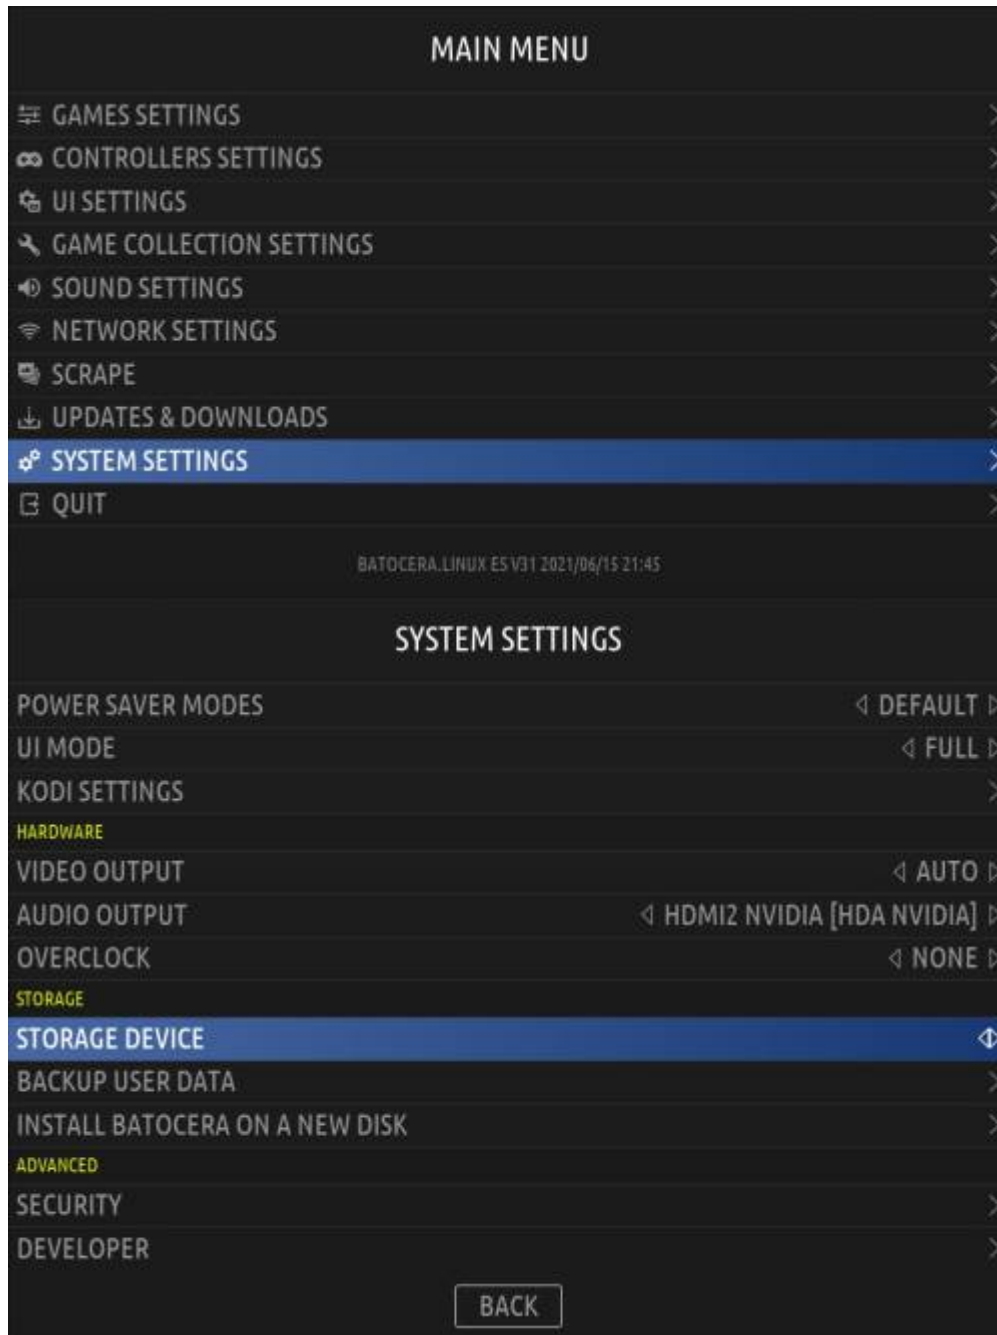 MAIN MENU
GAMES SETTINGS
CONTROLLERS SETTINGS
UI SETTINGS
GAME COLLECTION SETTINGS
SOUND SETTINGS
NETWORK SETTINGS
SCRAPE
UPDATES & DOWNLOADS
SYSTEM SETTINGS
QUIT
BATOCERA.LINUX ES V31 2021/06/15 21:45
SYSTEM SETTINGS
POWER SAVER MODES DEFAULT
UI MODE FULL
KODI SETTINGS
HARDWARE
VIDEO OUTPUT AUTO
AUDIO OUTPUT HDMI2 NVIDIA [HDA NVIDIA]
OVERCLOCK NONE
STORAGE
STORAGE DEVICE
BACKUP USER DATA
INSTALL BATOCERA ON A NEW DISK
ADVANCED
SECURITY
DEVELOPER
BACK